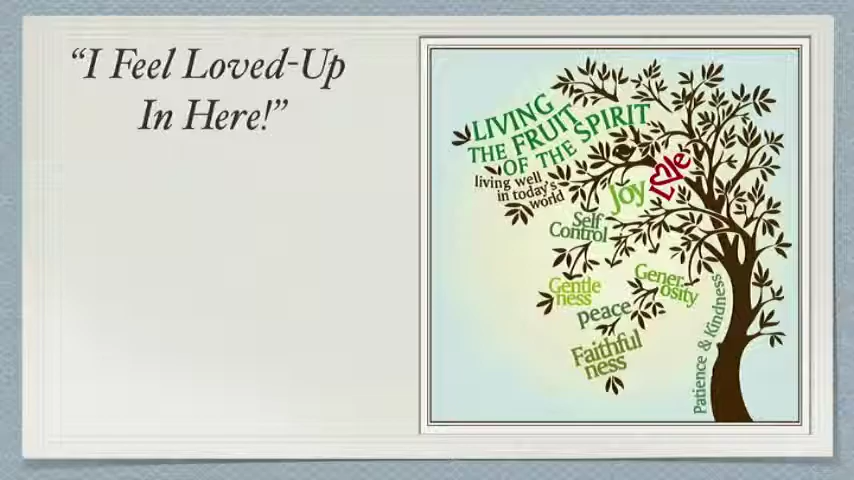 “I Feel Loved-Up
In Here!”
LIVING
THE FRUIT
OF THE SPIRIT
living well
in today's
world
Joy
Love
Self
Control
Gentle
ness
Gener
osity
peace
Faithful
ness
Patience & Kindness